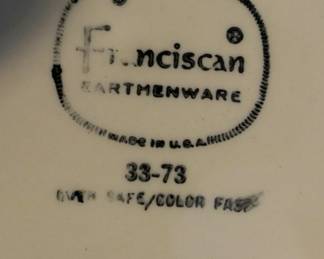 Franciscan ®
EARTHENWARE
MADE IN U.S.A.
33-73
OVEN SAFE/COLOR FAST